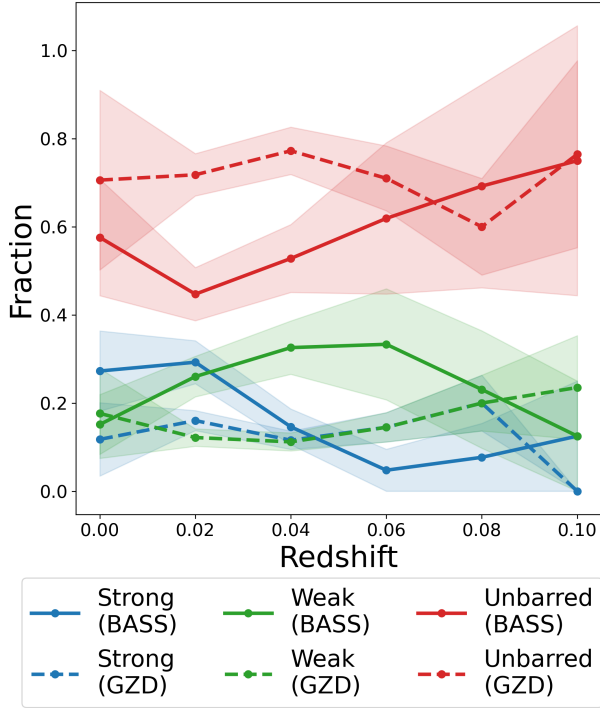 1.0
0.8
0.6
0.4
0.2
0.0
Fraction
0.00 0.02 0.04 0.06 0.08 0.10
Redshift
Strong (BASS)
Weak (BASS)
Unbarred (BASS)
Strong (GZD)
Weak (GZD)
Unbarred (GZD)